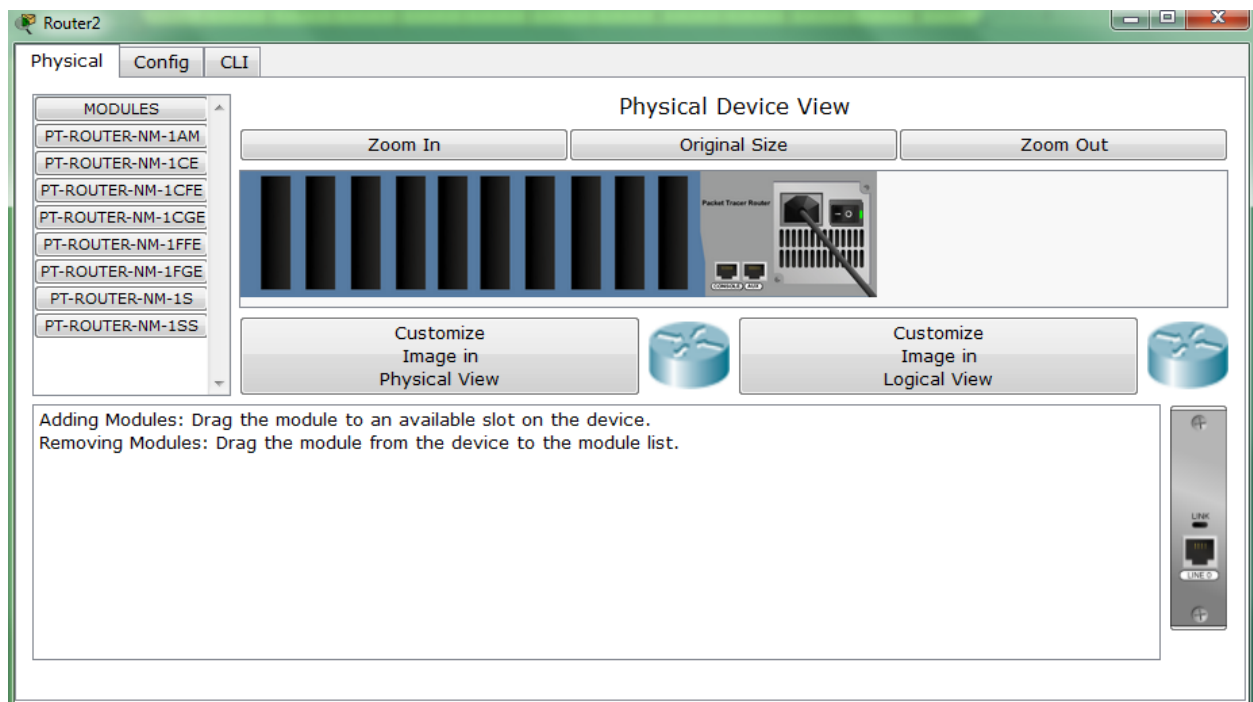 Router2
Physical Config CLI
MODULES
PT-ROUTER-NM-1AM
PT-ROUTER-NM-1CE
PT-ROUTER-NM-1CFE
PT-ROUTER-NM-1CGE
PT-ROUTER-NM-1FFE
PT-ROUTER-NM-1FGE
PT-ROUTER-NM-1S
PT-ROUTER-NM-1SS
Physical Device View
Zoom In Original Size Zoom Out
Packet Tracer Router
CONSOLE AUX
Customize
Image in
Physical View
Customize
Image in
Logical View
Adding Modules: Drag the module to an available slot on the device.
Removing Modules: Drag the module from the device to the module list.
LINK
LINE 0